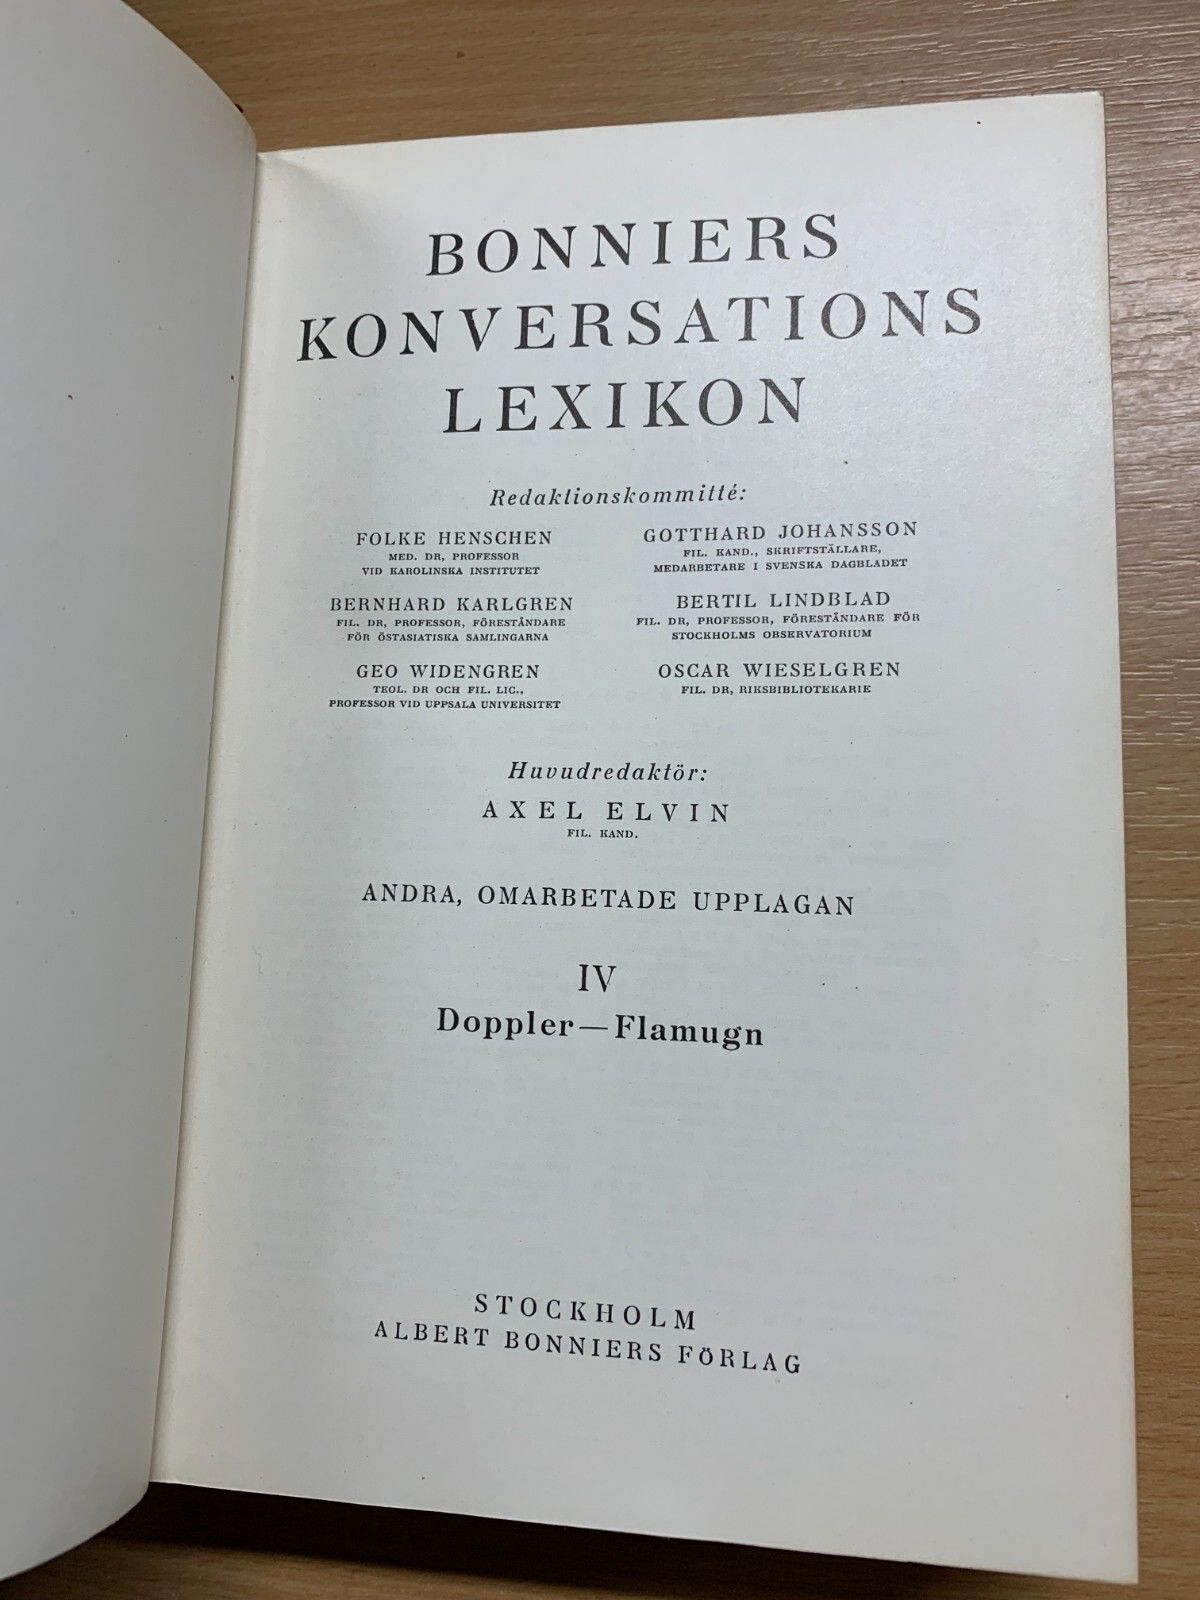 BONNIERS
KONVERSATIONS
LEXIKON
Redaktionskommitté:
FOLKE HENSCHEN
MED. DR, PROFESSOR
VID KAROLINSKA INSTITUTET
BERNHARD KARLGREN
FIL. DR, PROFESSOR, FÖRESTÅNDARE
FÖR ÖSTASIATISKA SAMLINGARNA
GEO WIDENGREN
TEOL. DR OCH FIL. LIC.,
PROFESSOR VID UPPSALA UNIVERSITET
GOTTHARD JOHANSSON
FIL. KAND., SKRIFTSTÄLLARE,
MEDARBETARE I SVENSKA DAGBLADET
BERTIL LINDBLAD
FIL. DR, PROFESSOR, FÖRESTÅNDARE FÖR
STOCKHOLMS OBSERVATORIUM
OSCAR WIESELGREN
FIL. DR, RIKSBIBLIOTEKARIE
Huvudredaktör:
AXEL ELVIN
FIL. KAND.
ANDRA, OMARBETADE UPPLAGAN
IV
Doppler—Flamugn
STOCKHOLM
ALBERT BONNIERS FÖRLAG